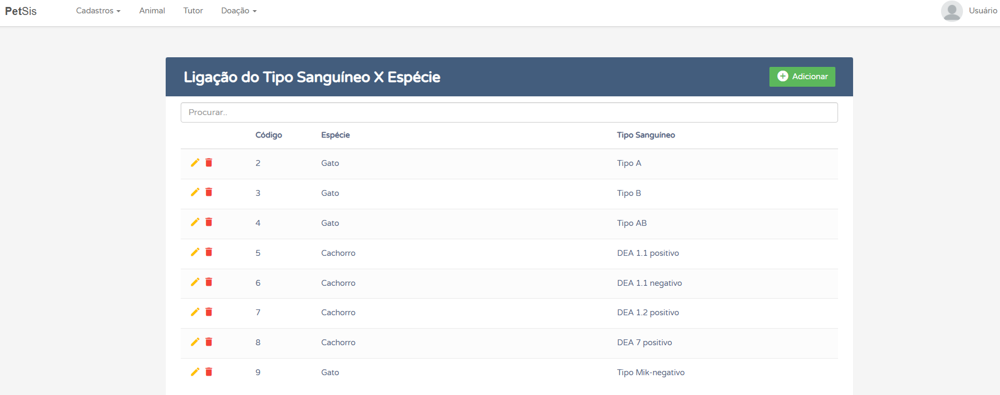 PetSis Cadastros Animal Tutor Doação Usuário
Ligação do Tipo Sanguíneo X Espécie Adicionar
Procurar..
Código Espécie Tipo Sanguíneo
2 Gato Tipo A
3 Gato Tipo B
4 Gato Tipo AB
5 Cachorro DEA 1.1 positivo
6 Cachorro DEA 1.1 negativo
7 Cachorro DEA 1.2 positivo
8 Cachorro DEA 7 positivo
9 Gato Tipo Mik-negativo